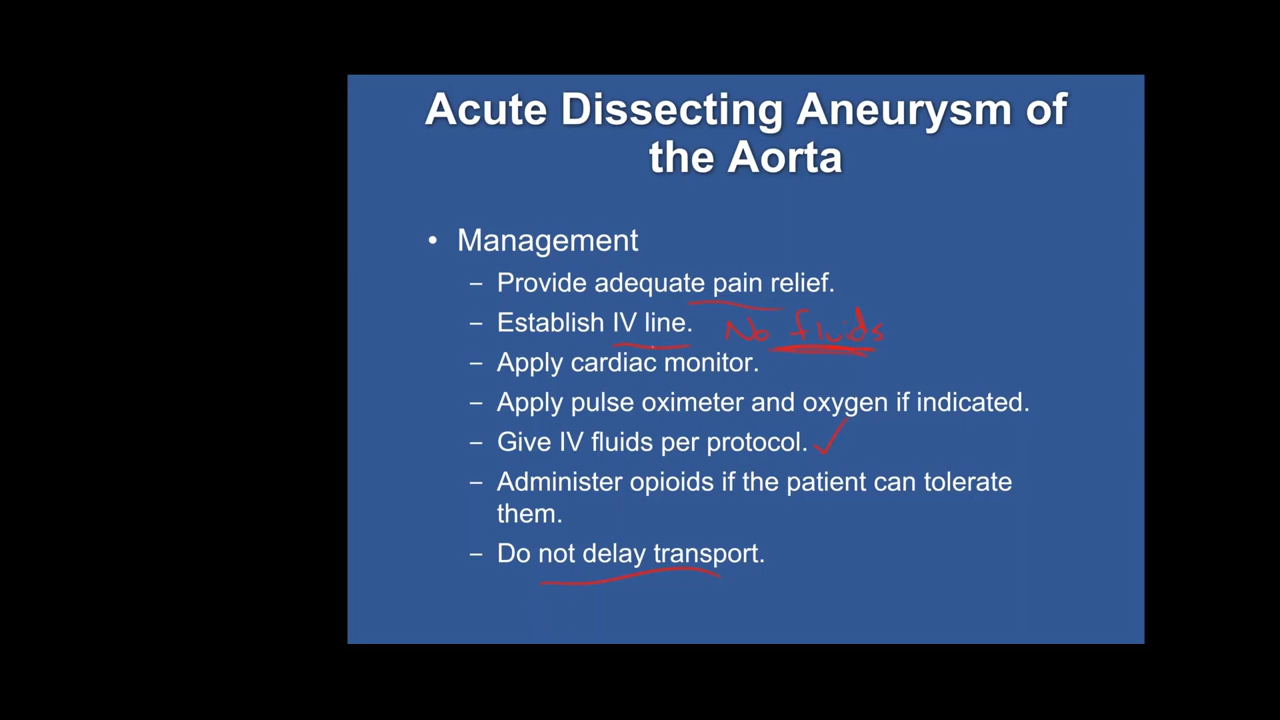 Acute Dissecting Aneurysm of
the Aorta
• Management
– Provide adequate pain relief.
– Establish IV line. No fluids
– Apply cardiac monitor.
– Apply pulse oximeter and oxygen if indicated.
– Give IV fluids per protocol. ✓
– Administer opioids if the patient can tolerate
them.
– Do not delay transport.